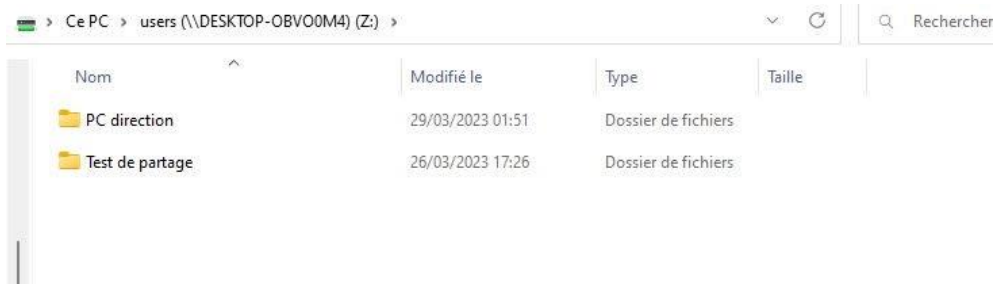 Ce PC > users (\\DESKTOP-OBVO0M4) (Z:) >
Rechercher
Nom Modifié le Type Taille
PC direction 29/03/2023 01:51 Dossier de fichiers
Test de partage 26/03/2023 17:26 Dossier de fichiers